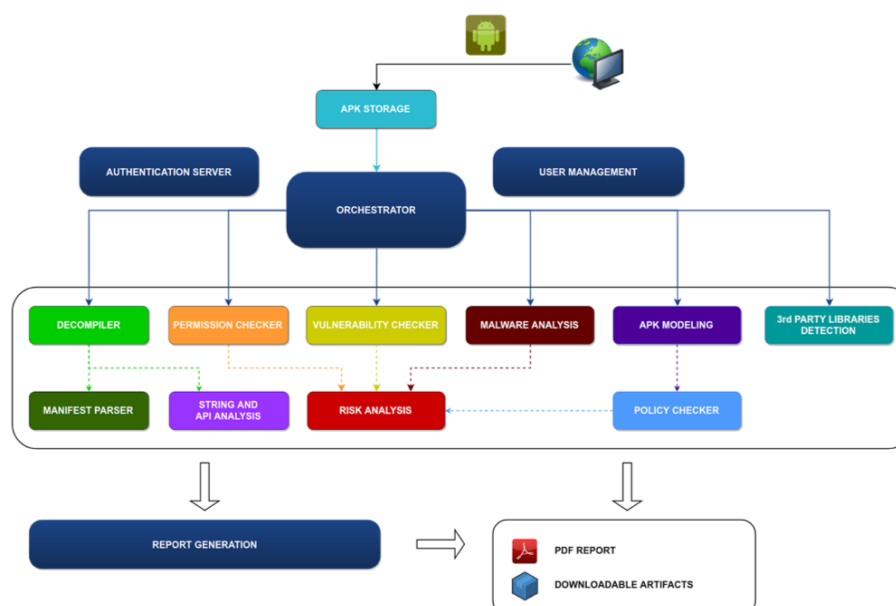 APK STORAGE
AUTHENTICATION SERVER
USER MANAGEMENT
ORCHESTRATOR
DECOMPILER
PERMISSION CHECKER
VULNERABILITY CHECKER
MALWARE ANALYSIS
APK MODELING
3rd PARTY LIBRARIES
DETECTION
MANIFEST PARSER
STRING AND
API ANALYSIS
RISK ANALYSIS
POLICY CHECKER
REPORT GENERATION
PDF REPORT
DOWNLOADABLE ARTIFACTS